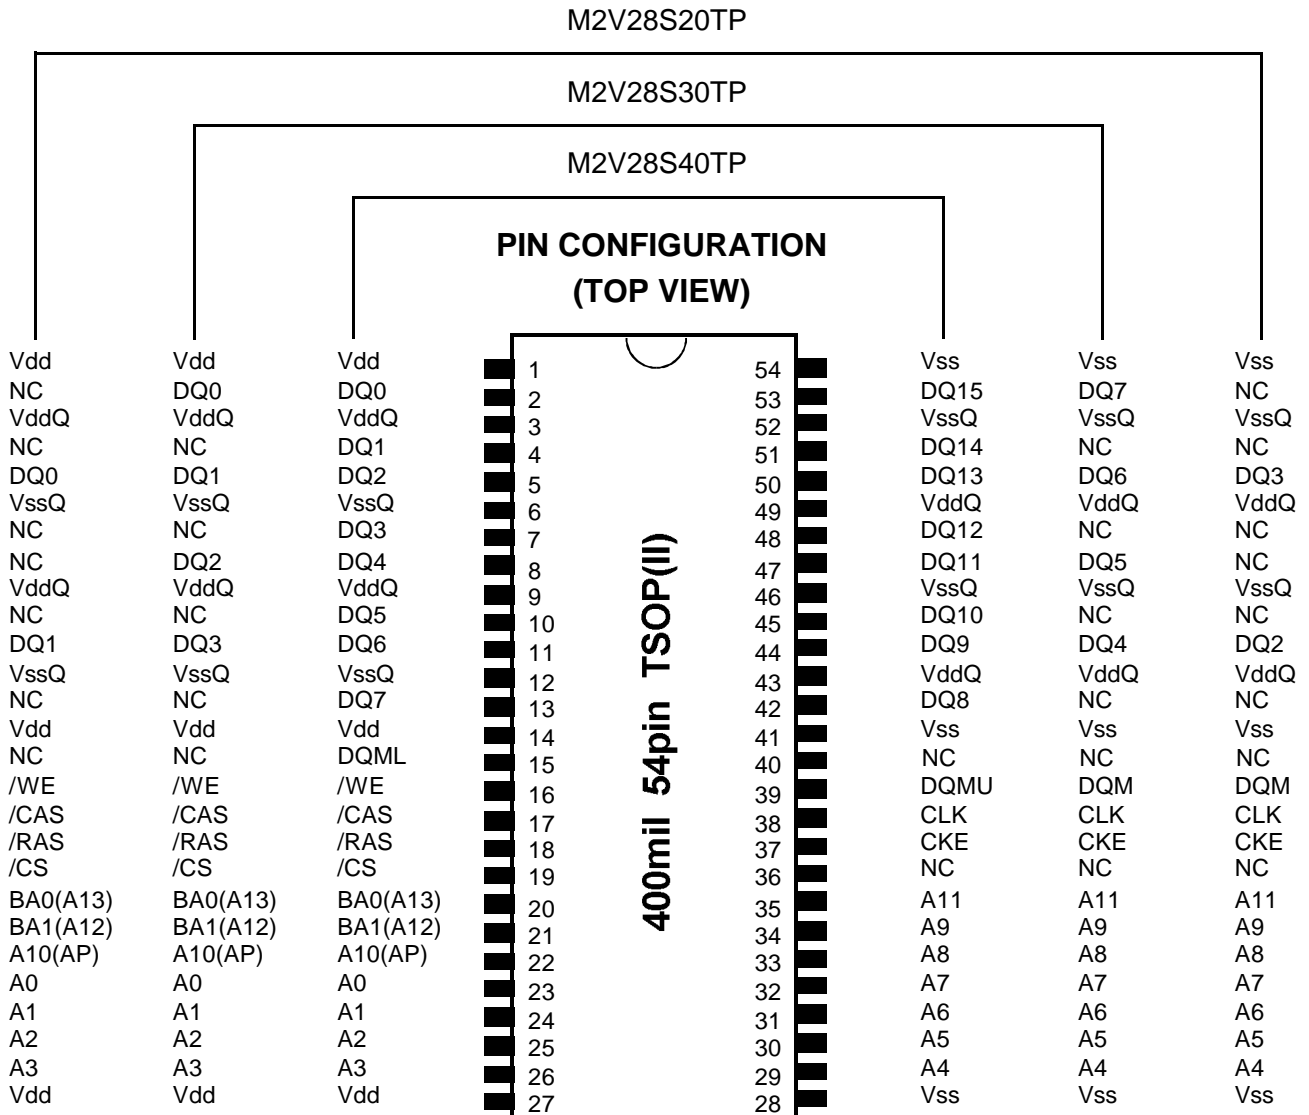 M2V28S20TP
M2V28S30TP
M2V28S40TP
PIN CONFIGURATION
(TOP VIEW)
Vdd Vdd Vdd 1 54 Vss Vss Vss
NC DQ0 DQ0 2 53 DQ15 DQ7 NC
VddQ VddQ VddQ 3 52 VssQ VssQ VssQ
NC NC DQ1 4 51 DQ14 NC NC
DQ0 DQ1 DQ2 5 50 DQ13 DQ6 DQ3
VssQ VssQ VssQ 6 49 VddQ VddQ VddQ
NC NC DQ3 7 48 DQ12 NC NC
NC DQ2 DQ4 8 47 DQ11 DQ5 NC
VddQ VddQ VddQ 9 46 VssQ VssQ VssQ
NC NC DQ5 10 45 DQ10 NC NC
DQ1 DQ3 DQ6 11 44 DQ9 DQ4 DQ2
VssQ VssQ VssQ 12 43 VddQ VddQ VddQ
NC NC DQ7 13 42 DQ8 NC NC
Vdd Vdd Vdd 14 41 Vss Vss Vss
NC NC DQML 15 40 NC NC NC
/WE /WE /WE 16 39 DQMU DQM DQM
/CAS /CAS /CAS 17 38 CLK CLK CLK
/RAS /RAS /RAS 18 37 CKE CKE CKE
/CS /CS /CS 19 36 NC NC NC
BA0(A13) BA0(A13) BA0(A13) 20 35 A11 A11 A11
BA1(A12) BA1(A12) BA1(A12) 21 34 A9 A9 A9
A10(AP) A10(AP) A10(AP) 22 33 A8 A8 A8
A0 A0 A0 23 32 A7 A7 A7
A1 A1 A1 24 31 A6 A6 A6
A2 A2 A2 25 30 A5 A5 A5
A3 A3 A3 26 29 A4 A4 A4
Vdd Vdd Vdd 27 28 Vss Vss Vss
400mil 54pin TSOP(II)